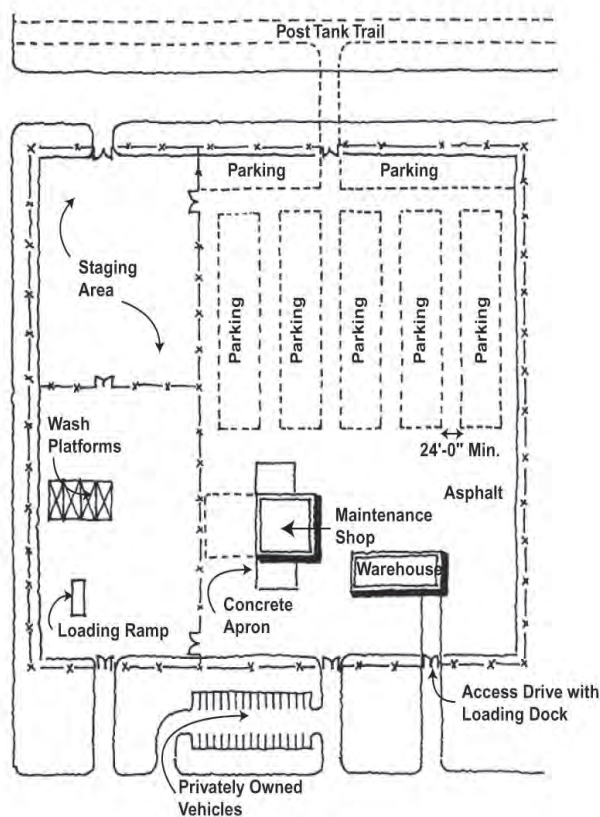 Post Tank Trail
Parking
Parking
Staging
Area
Parking
Parking
Parking
Parking
Parking
Wash
Platforms
24'-0" Min.
Asphalt
Maintenance
Shop
Warehouse
Concrete
Apron
Loading Ramp
Access Drive with
Loading Dock
Privately Owned
Vehicles